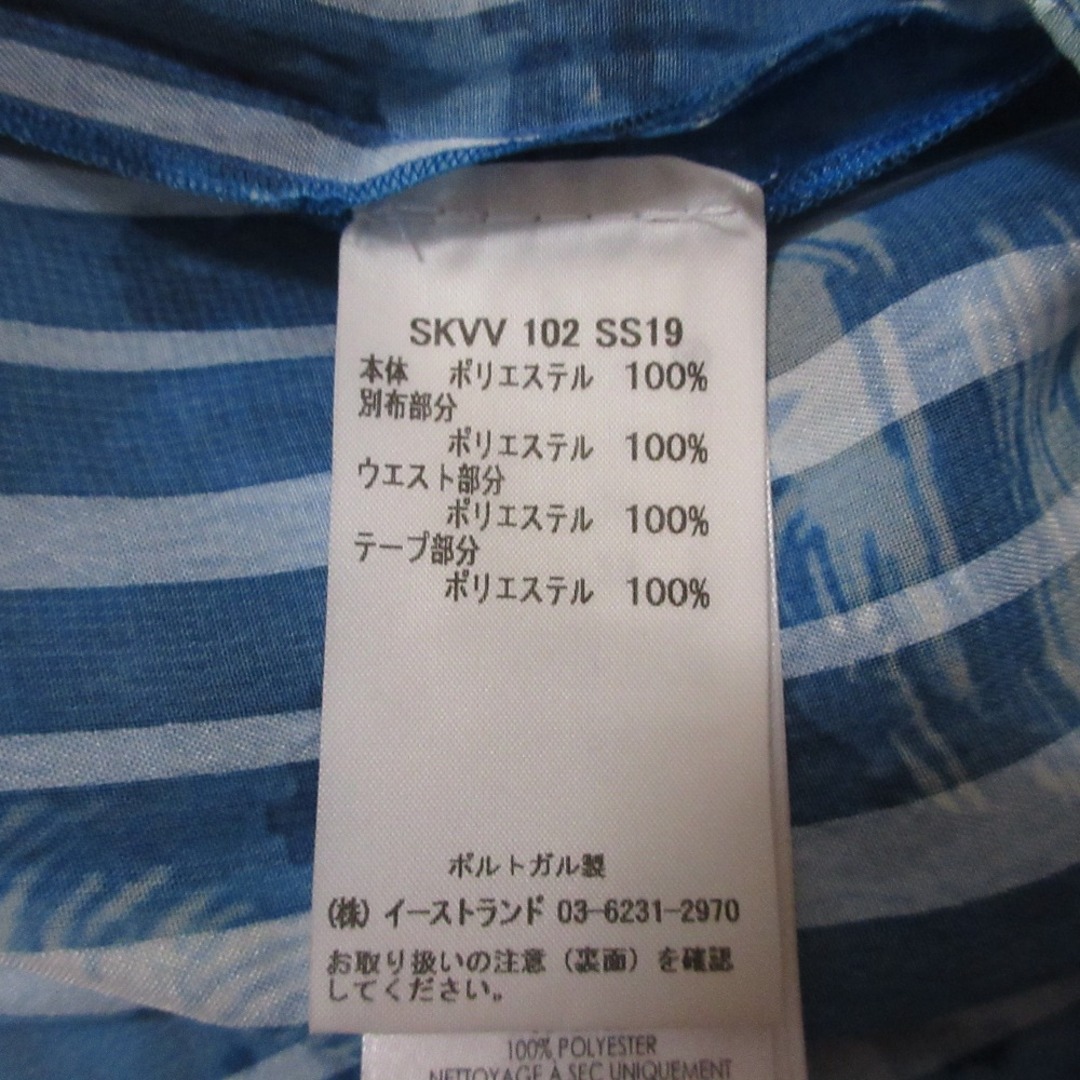 SKVV 102 SS19
本体 ポリエステル 100%
別布部分
ポリエステル 100%
ウエスト部分
ポリエステル 100%
テープ部分
ポリエステル 100%
ポルトガル製
(株) イーストランド 03-6231-2970
お取り扱いの注意（裏面）を確認
してください。
100% POLYESTER
NETTOYAGE À SEC UNIQUEMENT